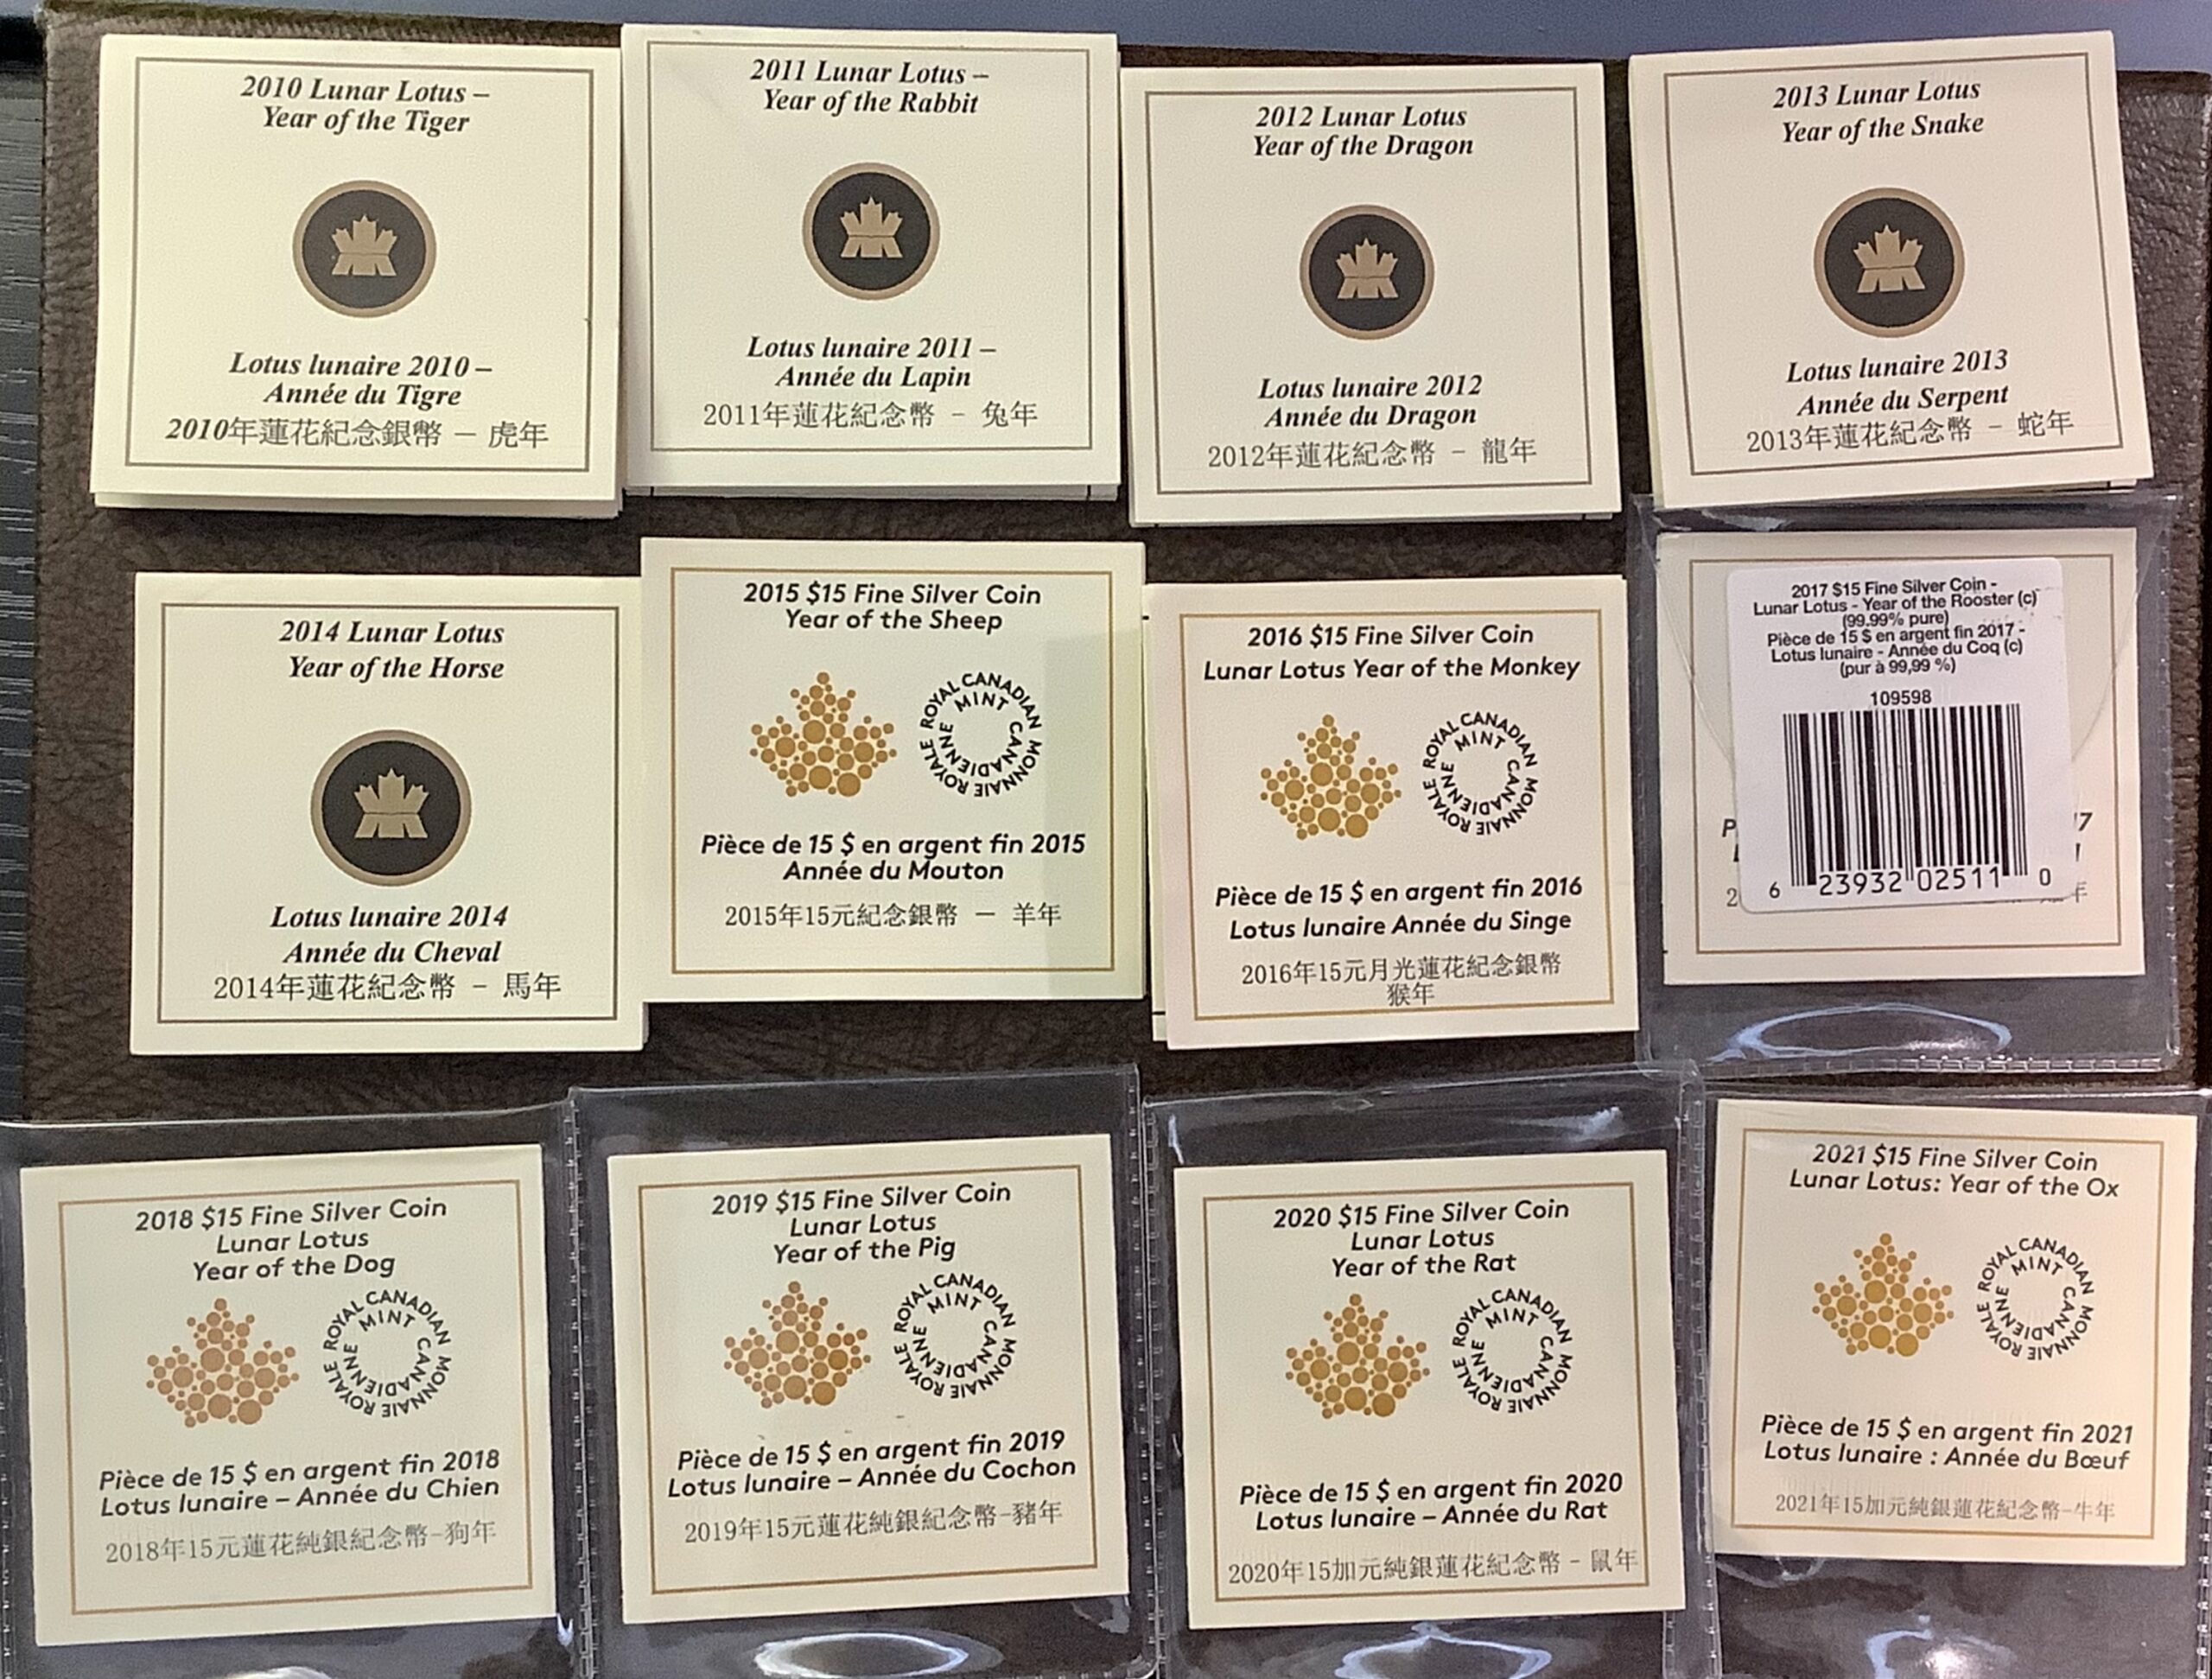 2010 Lunar Lotus –
Year of the Tiger
Lotus lunaire 2010 –
Année du Tigre
2010年蓮花紀念銀幣 – 虎年
2011 Lunar Lotus –
Year of the Rabbit
Lotus lunaire 2011 –
Année du Lapin
2011年蓮花紀念幣 – 兔年
2012 Lunar Lotus
Year of the Dragon
Lotus lunaire 2012
Année du Dragon
2012年蓮花紀念幣 – 龍年
2013 Lunar Lotus
Year of the Snake
Lotus lunaire 2013
Année du Serpent
2013年蓮花紀念幣 – 蛇年
2014 Lunar Lotus
Year of the Horse
Lotus lunaire 2014
Année du Cheval
2014年蓮花紀念幣 – 馬年
2015 $15 Fine Silver Coin
Year of the Sheep
ROYAL CANADIAN MINT
MONNAIE ROYALE CANADIENNE
Pièce de 15 $ en argent fin 2015
Année du Mouton
2015年15元紀念銀幣 – 羊年
2016 $15 Fine Silver Coin
Lunar Lotus Year of the Monkey
ROYAL CANADIAN MINT
MONNAIE ROYALE CANADIENNE
Pièce de 15 $ en argent fin 2016
Lotus lunaire Année du Singe
2016年15元月光蓮花紀念銀幣
猴年
2017 $15 Fine Silver Coin -
Lunar Lotus - Year of the Rooster (c)
(99.99% pure)
Pièce de 15 $ en argent fin 2017 -
Lotus lunaire - Année du Coq (c)
(pur à 99,99 %)
109598
6 23932 02511 0
2018 $15 Fine Silver Coin
Lunar Lotus
Year of the Dog
ROYAL CANADIAN MINT
MONNAIE ROYALE CANADIENNE
Pièce de 15 $ en argent fin 2018
Lotus lunaire – Année du Chien
2018年15元蓮花純銀紀念幣-狗年
2019 $15 Fine Silver Coin
Lunar Lotus
Year of the Pig
ROYAL CANADIAN MINT
MONNAIE ROYALE CANADIENNE
Pièce de 15 $ en argent fin 2019
Lotus lunaire – Année du Cochon
2019年15元蓮花純銀紀念幣-豬年
2020 $15 Fine Silver Coin
Lunar Lotus
Year of the Rat
ROYAL CANADIAN MINT
MONNAIE ROYALE CANADIENNE
Pièce de 15 $ en argent fin 2020
Lotus lunaire – Année du Rat
2020年15加元純銀蓮花紀念幣 - 鼠年
2021 $15 Fine Silver Coin
Lunar Lotus: Year of the Ox
ROYAL CANADIAN MINT
MONNAIE ROYALE CANADIENNE
Pièce de 15 $ en argent fin 2021
Lotus lunaire : Année du Bœuf
2021年15加元純銀蓮花紀念幣-牛年